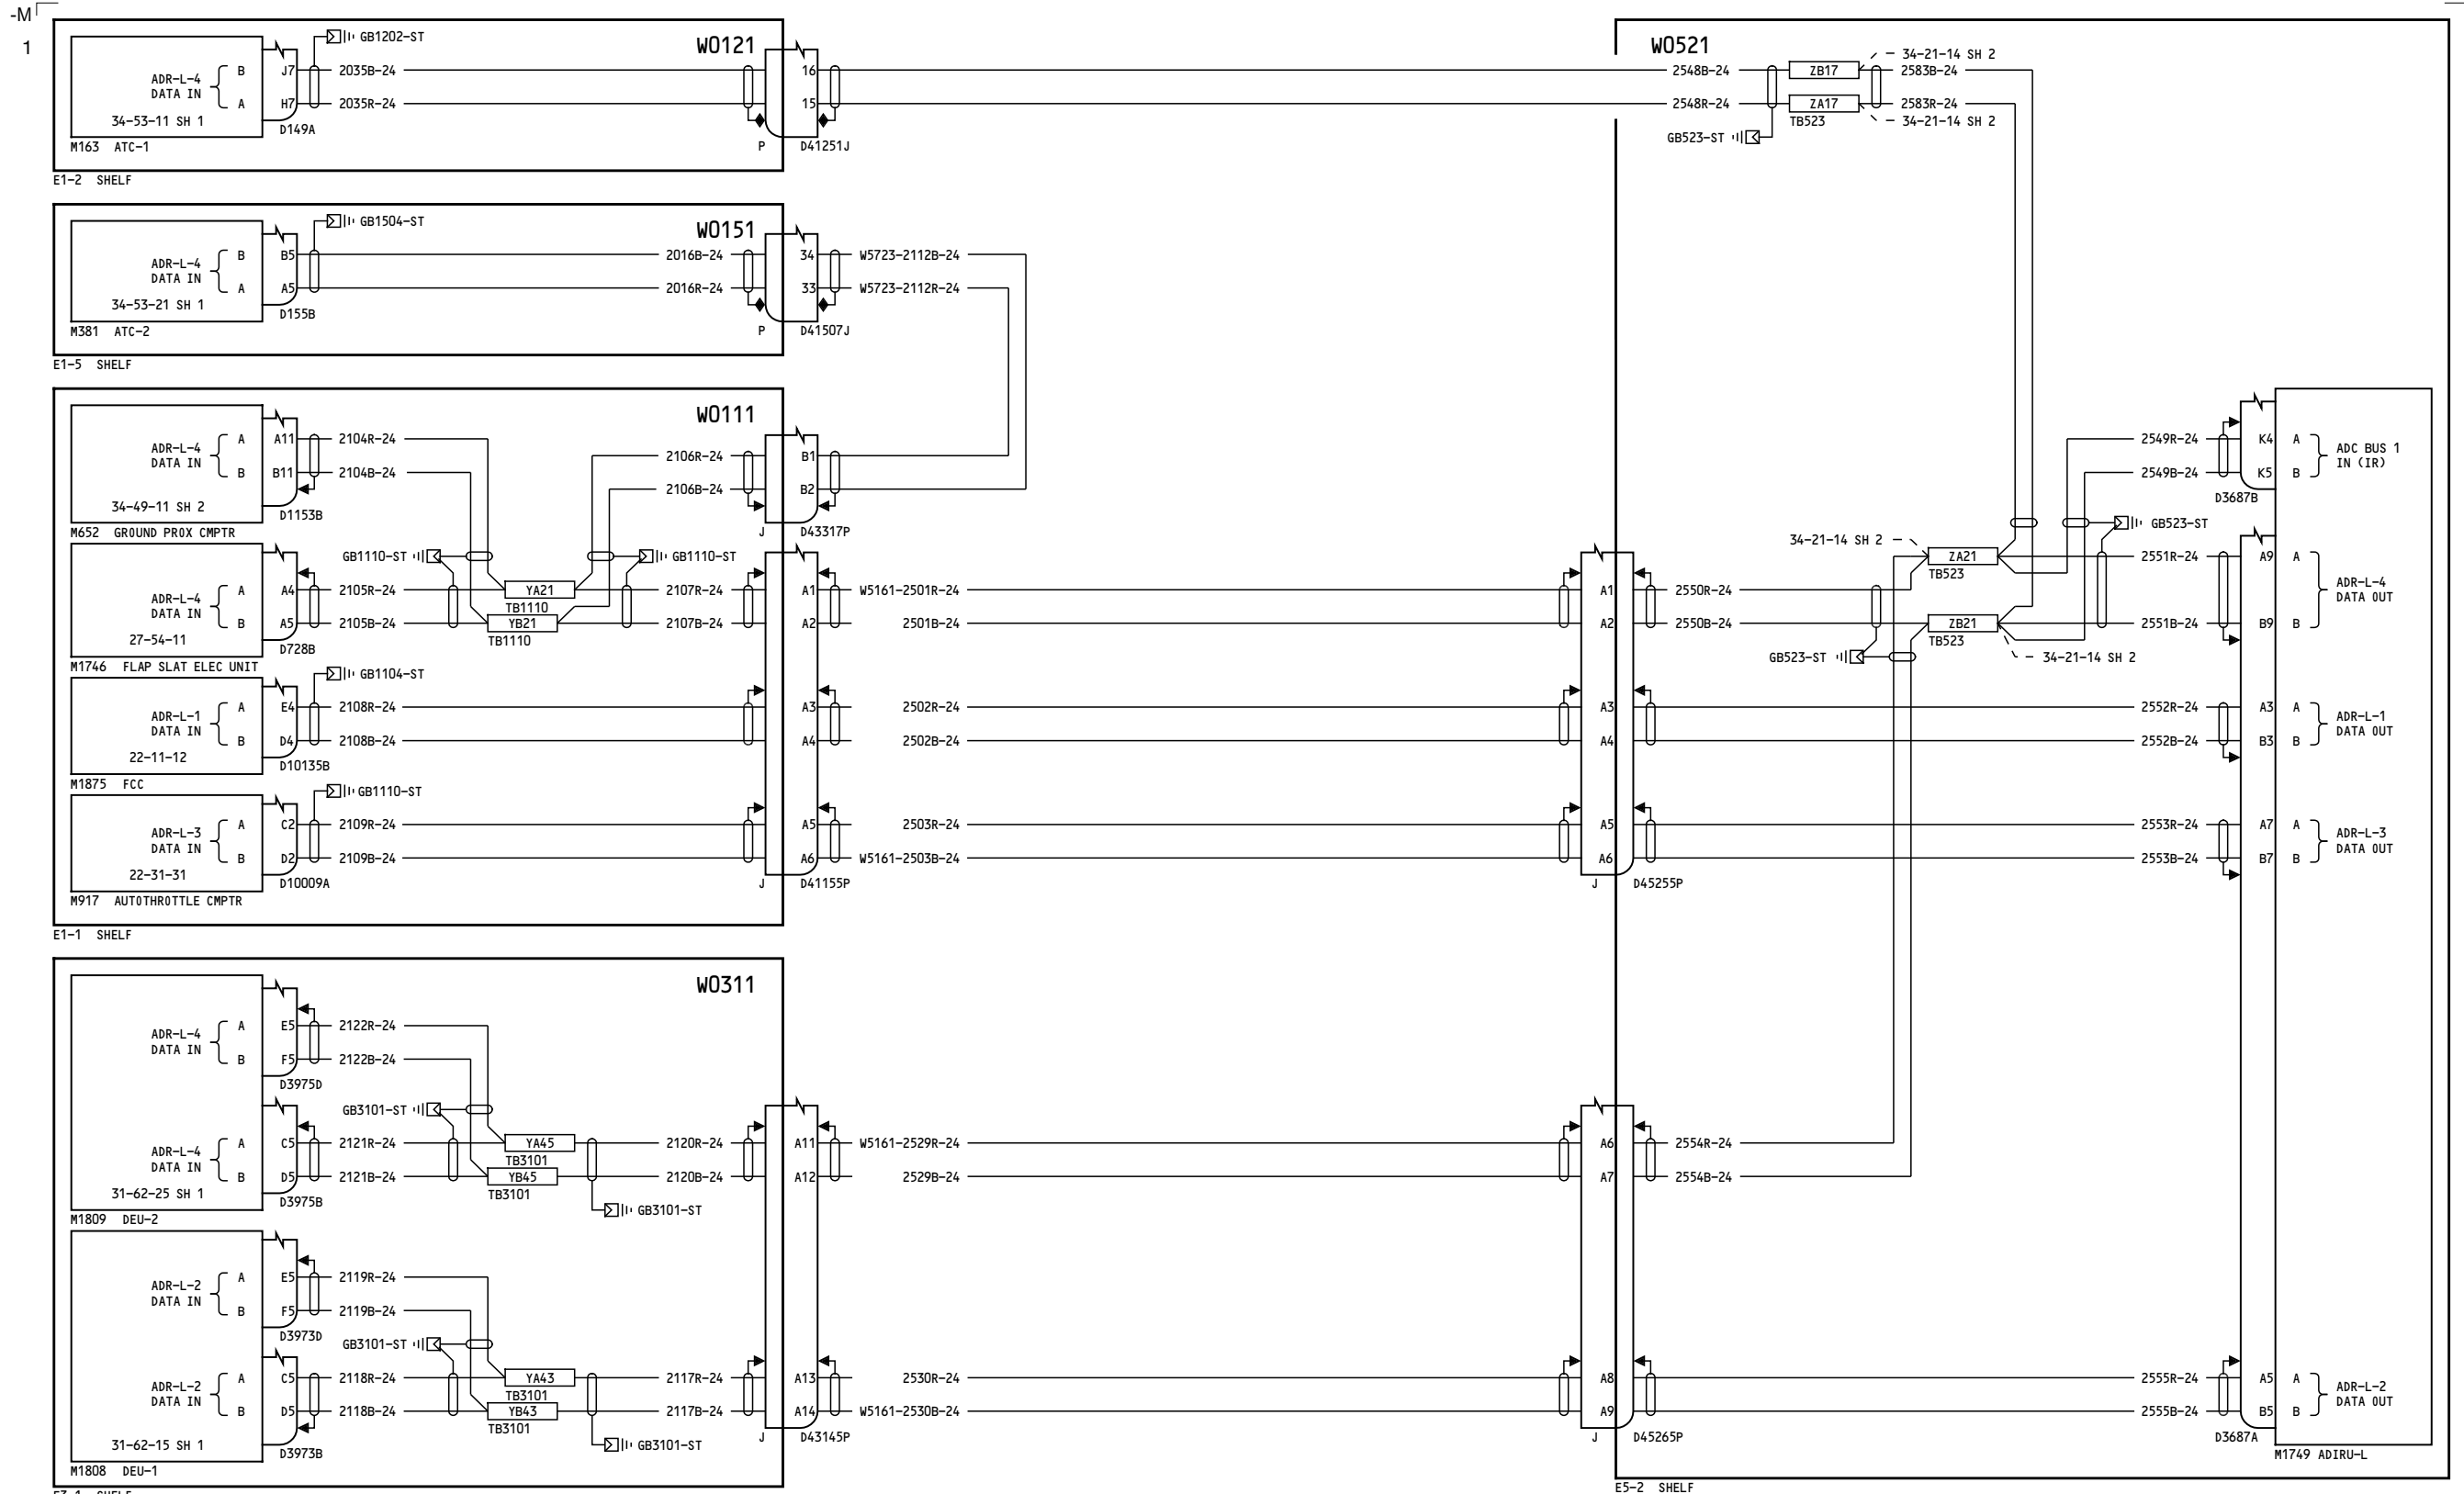 -M
1
W0121
ADR-L-4
DATA IN
B
A
J7
H7
GB1202-ST
2035B-24
2035R-24
34-53-11 SH 1
D149A
M163 ATC-1
E1-2 SHELF
16
15
P
D41251J
W0521
2548B-24
2548R-24
ZB17
ZA17
TB523
34-21-14 SH 2
2583B-24
2583R-24
34-21-14 SH 2
GB523-ST
W0151
GB1504-ST
ADR-L-4
DATA IN
B
A
B5
A5
2016B-24
2016R-24
34
33
W5723-2112B-24
W5723-2112R-24
34-53-21 SH 1
D155B
M381 ATC-2
P
D41507J
E1-5 SHELF
W0111
ADR-L-4
DATA IN
A
B
A11
B11
2104R-24
2104B-24
2106R-24
2106B-24
B1
B2
34-49-11 SH 2
D1153B
M652 GROUND PROX CMPTR
J
D43317P
GB1110-ST
GB1110-ST
ADR-L-4
DATA IN
A
B
A4
A5
2105R-24
2105B-24
YA21
TB1110
YB21
TB1110
2107R-24
2107B-24
A1
A2
W5161-2501R-24
2501B-24
A1
A2
2550R-24
2550B-24
27-54-11
D728B
M1746 FLAP SLAT ELEC UNIT
GB1104-ST
ADR-L-1
DATA IN
A
B
E4
D4
2108R-24
2108B-24
A3
A4
2502R-24
2502B-24
A3
A4
2552R-24
2552B-24
22-11-12
D10135B
M1875 FCC
GB1110-ST
ADR-L-3
DATA IN
A
B
C2
D2
2109R-24
2109B-24
A5
A6
2503R-24
W5161-2503B-24
A5
A6
2553R-24
2553B-24
22-31-31
D10009A
M917 AUTOTHROTTLE CMPTR
J
D41155P
J
D45255P
E1-1 SHELF
34-21-14 SH 2
ZA21
TB523
ZB21
TB523
34-21-14 SH 2
GB523-ST
GB523-ST
2549R-24
2549B-24
K4
K5
A
B
ADC BUS 1
IN (IR)
D3687B
2551R-24
2551B-24
A9
B9
A
B
ADR-L-4
DATA OUT
A3
B3
A
B
ADR-L-1
DATA OUT
A7
B7
A
B
ADR-L-3
DATA OUT
W0311
ADR-L-4
DATA IN
A
B
E5
F5
2122R-24
2122B-24
D3975D
GB3101-ST
ADR-L-4
DATA IN
A
B
C5
D5
2121R-24
2121B-24
YA45
TB3101
YB45
TB3101
2120R-24
2120B-24
A11
A12
W5161-2529R-24
2529B-24
A6
A7
2554R-24
2554B-24
31-62-25 SH 1
D3975B
M1809 DEU-2
GB3101-ST
ADR-L-2
DATA IN
A
B
E5
F5
2119R-24
2119B-24
D3973D
GB3101-ST
ADR-L-2
DATA IN
A
B
C5
D5
2118R-24
2118B-24
YA43
TB3101
YB43
TB3101
2117R-24
2117B-24
A13
A14
2530R-24
W5161-2530B-24
A8
A9
2555R-24
2555B-24
A5
B5
A
B
ADR-L-2
DATA OUT
31-62-15 SH 1
D3973B
GB3101-ST
M1808 DEU-1
J
D43145P
J
D45265P
D3687A
M1749 ADIRU-L
E3-1 SHELF
E5-2 SHELF